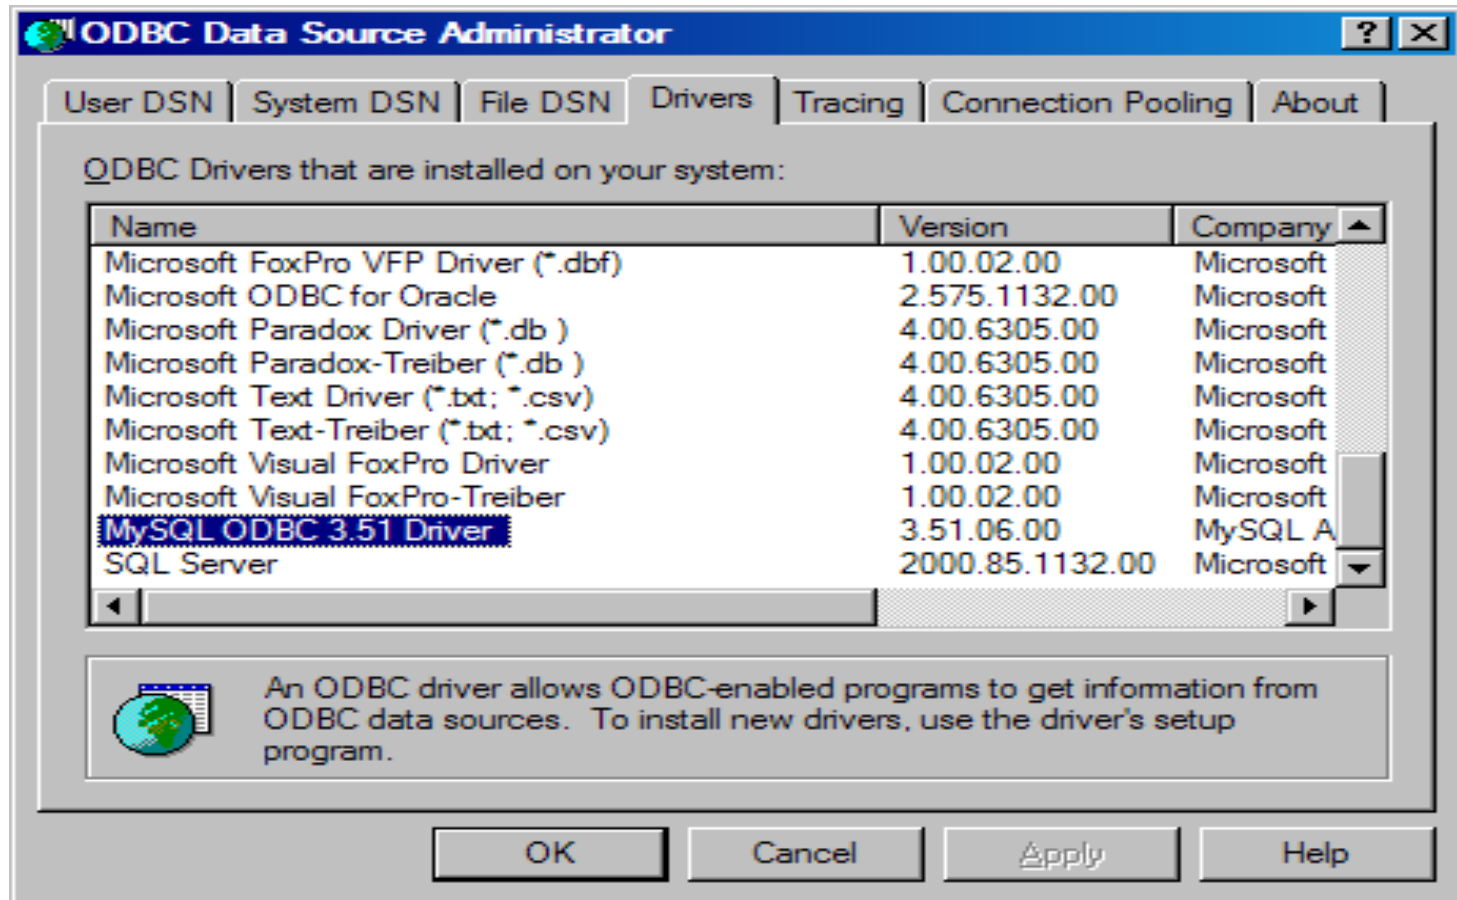 ODBC Data Source Administrator
User DSN System DSN File DSN Drivers Tracing Connection Pooling About
ODBC Drivers that are installed on your system:
Name Version Company
Microsoft FoxPro VFP Driver (*.dbf) 1.00.02.00 Microsoft
Microsoft ODBC for Oracle 2.575.1132.00 Microsoft
Microsoft Paradox Driver (*.db ) 4.00.6305.00 Microsoft
Microsoft Paradox-Treiber (*.db ) 4.00.6305.00 Microsoft
Microsoft Text Driver (*.txt; *.csv) 4.00.6305.00 Microsoft
Microsoft Text-Treiber (*.txt; *.csv) 4.00.6305.00 Microsoft
Microsoft Visual FoxPro Driver 1.00.02.00 Microsoft
Microsoft Visual FoxPro-Treiber 1.00.02.00 Microsoft
MySQL ODBC 3.51 Driver 3.51.06.00 MySQL A
SQL Server 2000.85.1132.00 Microsoft
An ODBC driver allows ODBC-enabled programs to get information from
ODBC data sources. To install new drivers, use the driver's setup
program.
OK Cancel Apply Help